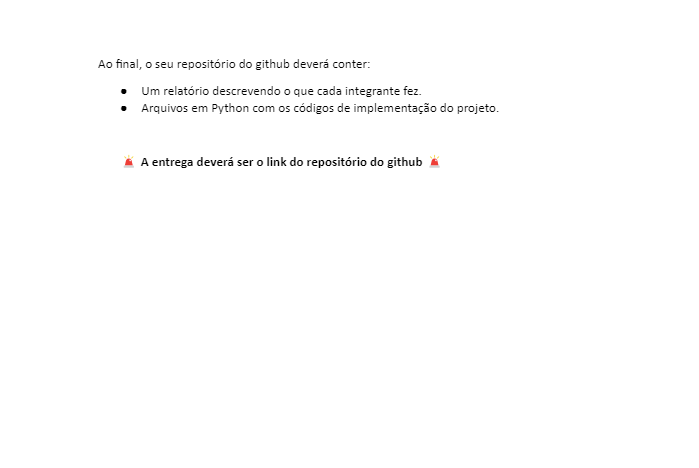 Ao final, o seu repositório do github deverá conter:
● Um relatório descrevendo o que cada integrante fez.
● Arquivos em Python com os códigos de implementação do projeto.
🚨 A entrega deverá ser o link do repositório do github 🚨